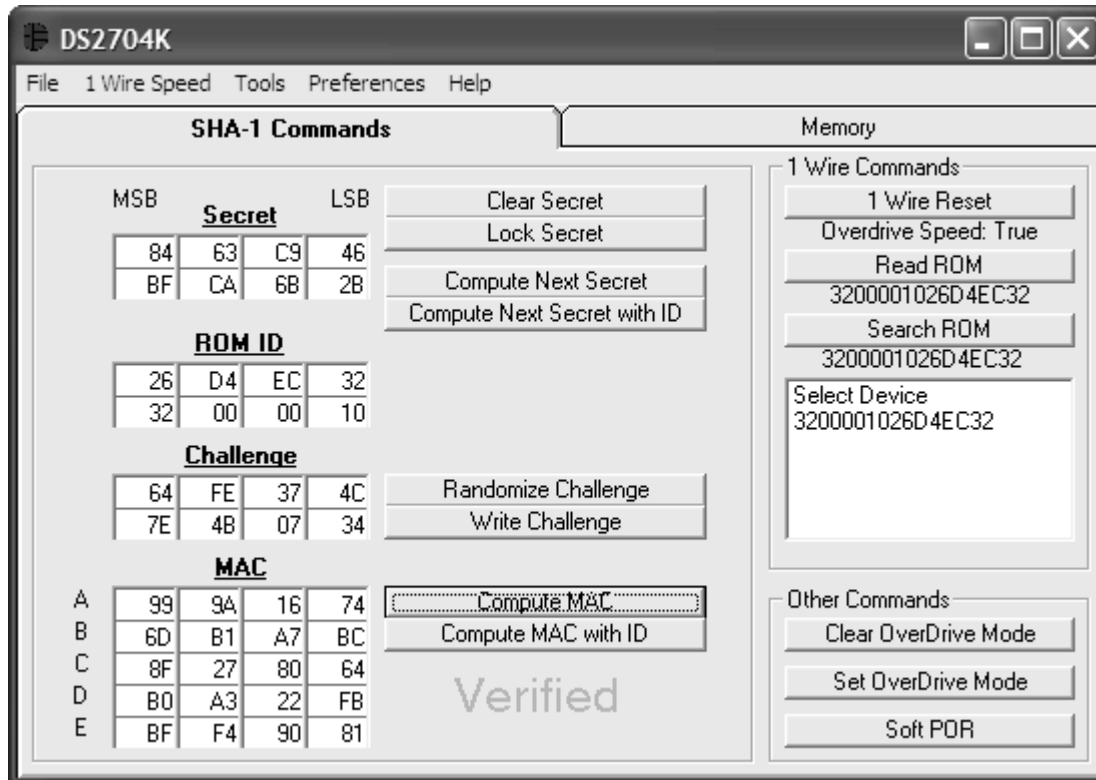 DS2704K
File 1 Wire Speed Tools Preferences Help
SHA-1 Commands
Memory
MSB LSB
Secret
84 63 C9 46
BF CA 6B 2B
Clear Secret
Lock Secret
Compute Next Secret
Compute Next Secret with ID
ROM ID
26 D4 EC 32
32 00 00 10
Challenge
64 FE 37 4C
7E 4B 07 34
Randomize Challenge
Write Challenge
MAC
A 99 9A 16 74
B 6D B1 A7 BC
C 8F 27 80 64
D B0 A3 22 FB
E BF F4 90 81
Compute MAC
Compute MAC with ID
Verified
1 Wire Commands
1 Wire Reset
Overdrive Speed: True
Read ROM
3200001026D4EC32
Search ROM
3200001026D4EC32
Select Device
3200001026D4EC32
Other Commands
Clear OverDrive Mode
Set OverDrive Mode
Soft POR